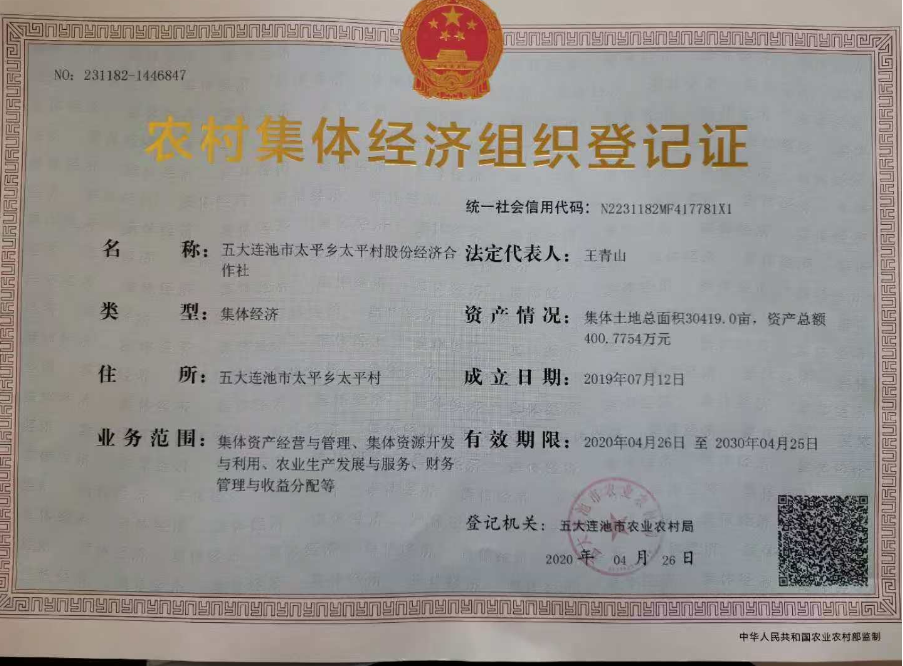 NO: 231182-1446847
农村集体经济组织登记证
统一社会信用代码: N2231182MF417781X1
名 称: 五大连池市太平乡太平村股份经济合
作社
法定代表人: 王青山
类 型: 集体经济
资产情况: 集体土地总面积30419.0亩，资产总额
400.7754万元
住 所: 五大连池市太平乡太平村
成立日期: 2019年07月12日
业务范围: 集体资产经营与管理、集体资源开发
与利用、农业生产发展与服务、财务
管理与收益分配等
有效期限: 2020年04月26日 至 2030年04月25日
登记机关: 五大连池市农业农村局
2020 年 04 月 26 日
中华人民共和国农业农村部监制